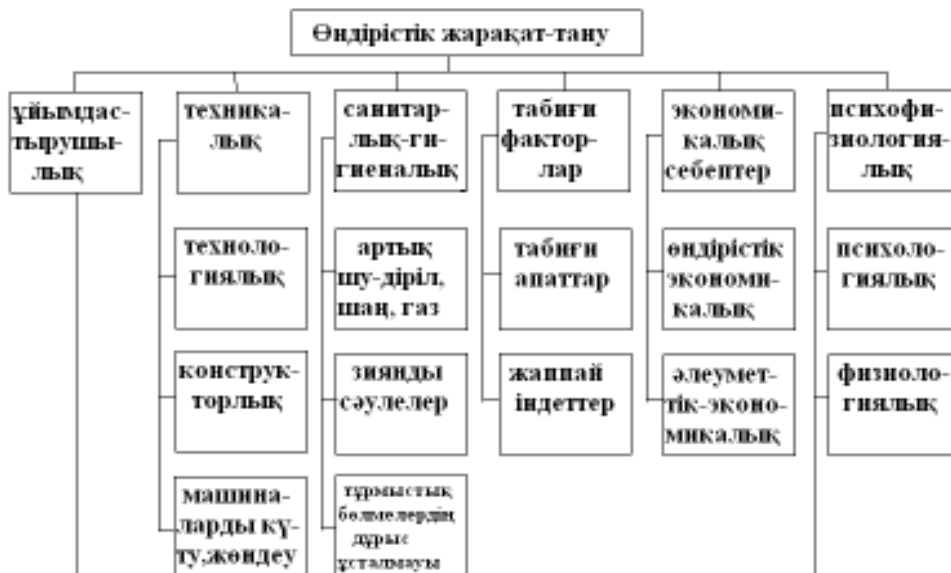 Өндірістік жарақат-тану
ұйымдас-
тырушы-
лық
техника-
лық
санитар-
лық-ги-
гиеналық
табиғи
фактор-
лар
экономи-
калық
себептер
психофи-
зиология-
лық
техноло-
гиялық
артық
шу-діріл,
шаң, газ
табиғи
апаттар
өндірістік
экономи-
калық
психоло-
гиялық
конструк-
торлық
зиянды
сәулелер
жаппай
індеттер
әлеумет-
тік-эконо-
микалық
физиоло-
гиялық
машина-
ларды кү-
ту,жөндеу
тұрмыстық
бөлмелердің
дұрыс
ұсталмауы